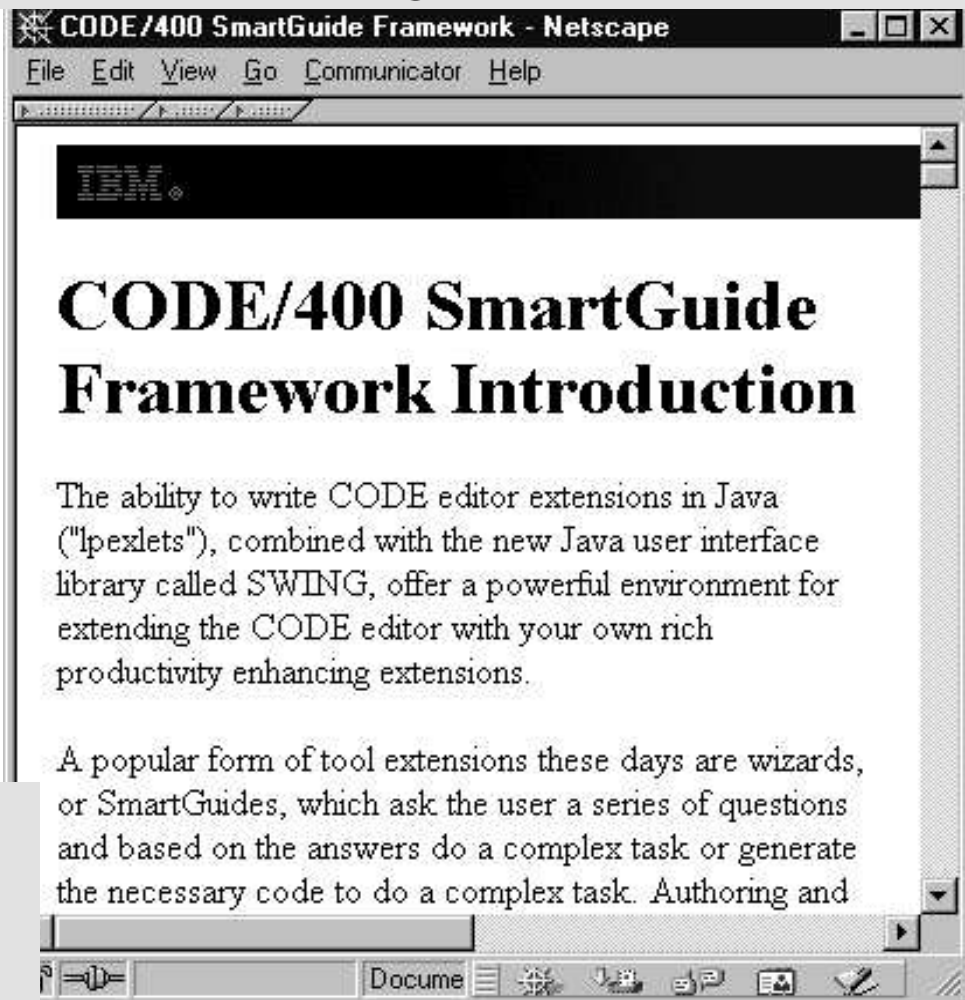 CODE/400 SmartGuide Framework - Netscape
File Edit View Go Communicator Help
IBM®
CODE/400 SmartGuide
Framework Introduction
The ability to write CODE editor extensions in Java
("lpexlets"), combined with the new Java user interface
library called SWING, offer a powerful environment for
extending the CODE editor with your own rich
productivity enhancing extensions.
A popular form of tool extensions these days are wizards,
or SmartGuides, which ask the user a series of questions
and based on the answers do a complex task or generate
the necessary code to do a complex task. Authoring and
Docume